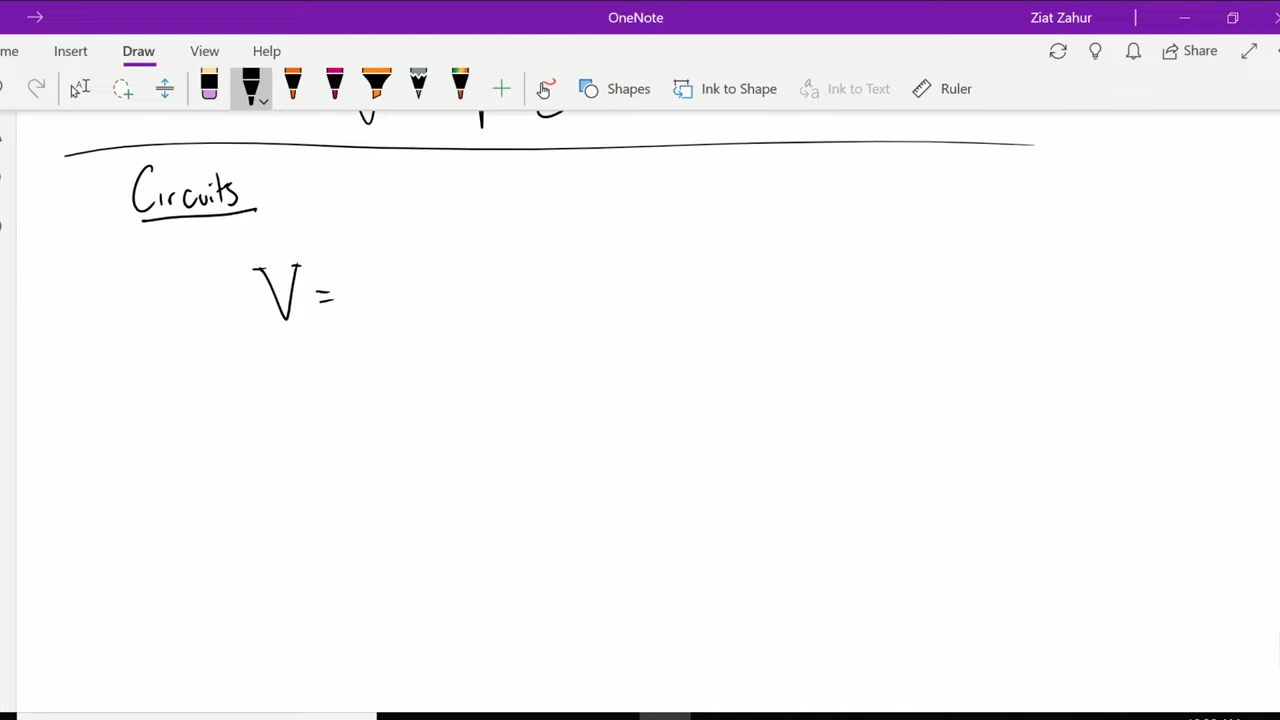 OneNote
Ziat Zahur
me Insert Draw View Help
Share
Shapes Ink to Shape Ink to Text Ruler
Circuits
V =